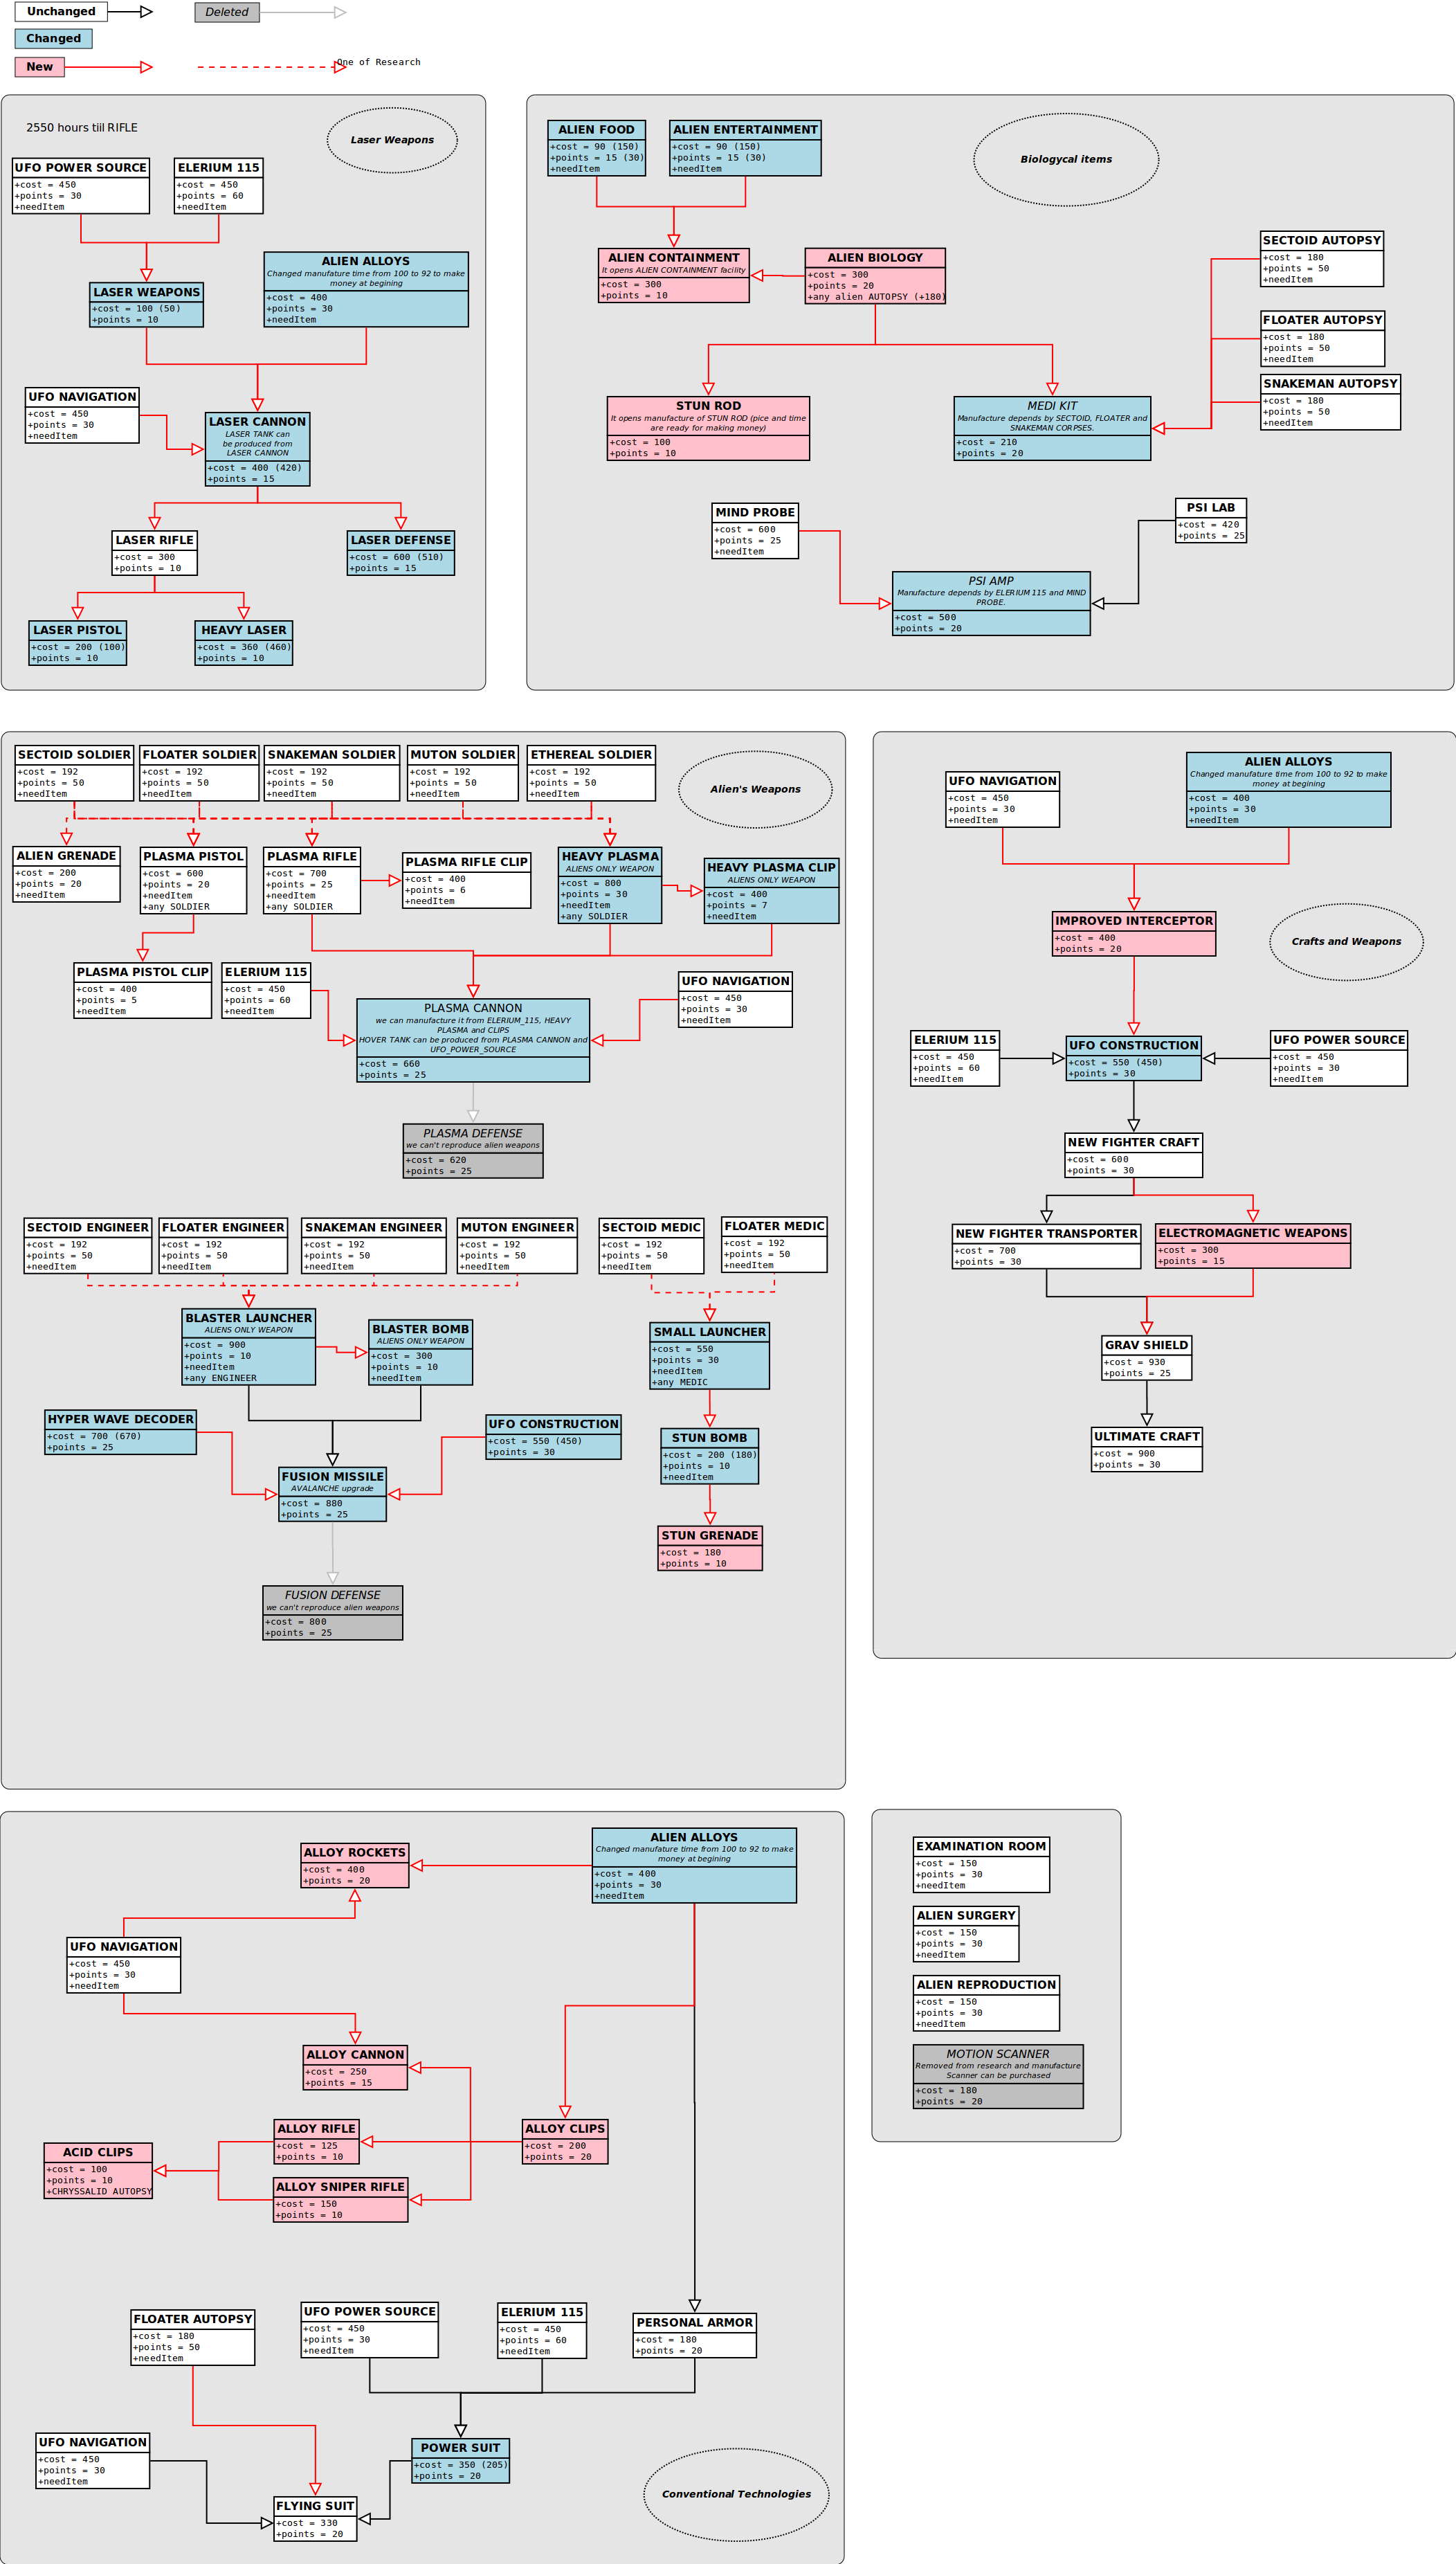 Unchanged
Deleted
Changed
New
One of Research
2550 hours tiil RIFLE
Laser Weapons
UFO POWER SOURCE
+cost = 450
+points = 30
+needItem
ELERIUM 115
+cost = 450
+points = 60
+needItem
ALIEN ALLOYS
Changed manufature time from 100 to 92 to make
money at begining
+cost = 400
+points = 30
+needItem
LASER WEAPONS
+cost = 100 (50)
+points = 10
UFO NAVIGATION
+cost = 450
+points = 30
+needItem
LASER CANNON
LASER TANK can
be produced from
LASER CANNON
+cost = 400 (420)
+points = 15
LASER RIFLE
+cost = 300
+points = 10
LASER DEFENSE
+cost = 600 (510)
+points = 15
LASER PISTOL
+cost = 200 (100)
+points = 10
HEAVY LASER
+cost = 360 (460)
+points = 10
ALIEN FOOD
+cost = 90 (150)
+points = 15 (30)
+needItem
ALIEN ENTERTAINMENT
+cost = 90 (150)
+points = 15 (30)
+needItem
Biologycal items
ALIEN CONTAINMENT
It opens ALIEN CONTAINMENT facility
+cost = 300
+points = 10
ALIEN BIOLOGY
+cost = 300
+points = 20
+any alien AUTOPSY (+180)
SECTOID AUTOPSY
+cost = 180
+points = 50
+needItem
FLOATER AUTOPSY
+cost = 180
+points = 50
+needItem
SNAKEMAN AUTOPSY
+cost = 180
+points = 50
+needItem
STUN ROD
It opens manufacture of STUN ROD (pice and time
are ready for making money)
+cost = 100
+points = 10
MEDI KIT
Manufacture depends by SECTOID, FLOATER and
SNAKEMAN CORPSES.
+cost = 210
+points = 20
MIND PROBE
+cost = 600
+points = 25
+needItem
PSI LAB
+cost = 420
+points = 25
PSI AMP
Manufacture depends by ELERIUM 115 and MIND
PROBE.
+cost = 500
+points = 20
SECTOID SOLDIER
+cost = 192
+points = 50
+needItem
FLOATER SOLDIER
+cost = 192
+points = 50
+needItem
SNAKEMAN SOLDIER
+cost = 192
+points = 50
+needItem
MUTON SOLDIER
+cost = 192
+points = 50
+needItem
ETHEREAL SOLDIER
+cost = 192
+points = 50
+needItem
Alien's Weapons
ALIEN GRENADE
+cost = 200
+points = 20
+needItem
PLASMA PISTOL
+cost = 600
+points = 20
+needItem
+any SOLDIER
PLASMA RIFLE
+cost = 700
+points = 25
+needItem
+any SOLDIER
PLASMA RIFLE CLIP
+cost = 400
+points = 6
+needItem
HEAVY PLASMA
ALIENS ONLY WEAPON
+cost = 800
+points = 30
+needItem
+any SOLDIER
HEAVY PLASMA CLIP
ALIENS ONLY WEAPON
+cost = 400
+points = 7
+needItem
PLASMA PISTOL CLIP
+cost = 400
+points = 5
+needItem
ELERIUM 115
+cost = 450
+points = 60
+needItem
PLASMA CANNON
we can manufacture it from ELERIUM_115, HEAVY
PLASMA and CLIPS
HOVER TANK can be produced from PLASMA CANNON and
UFO_POWER_SOURCE
+cost = 660
+points = 25
UFO NAVIGATION
+cost = 450
+points = 30
+needItem
PLASMA DEFENSE
we can't reproduce alien weapons
+cost = 620
+points = 25
SECTOID ENGINEER
+cost = 192
+points = 50
+needItem
FLOATER ENGINEER
+cost = 192
+points = 50
+needItem
SNAKEMAN ENGINEER
+cost = 192
+points = 50
+needItem
MUTON ENGINEER
+cost = 192
+points = 50
+needItem
SECTOID MEDIC
+cost = 192
+points = 50
+needItem
FLOATER MEDIC
+cost = 192
+points = 50
+needItem
BLASTER LAUNCHER
ALIENS ONLY WEAPON
+cost = 900
+points = 10
+needItem
+any ENGINEER
BLASTER BOMB
ALIENS ONLY WEAPON
+cost = 300
+points = 10
+needItem
SMALL LAUNCHER
+cost = 550
+points = 30
+needItem
+any MEDIC
HYPER WAVE DECODER
+cost = 700 (670)
+points = 25
UFO CONSTRUCTION
+cost = 550 (450)
+points = 30
STUN BOMB
+cost = 200 (180)
+points = 10
+needItem
FUSION MISSILE
AVALANCHE upgrade
+cost = 880
+points = 25
STUN GRENADE
+cost = 180
+points = 10
FUSION DEFENSE
we can't reproduce alien weapons
+cost = 800
+points = 25
UFO NAVIGATION
+cost = 450
+points = 30
+needItem
ALIEN ALLOYS
Changed manufature time from 100 to 92 to make
money at begining
+cost = 400
+points = 30
+needItem
IMPROVED INTERCEPTOR
+cost = 400
+points = 20
Crafts and Weapons
ELERIUM 115
+cost = 450
+points = 60
+needItem
UFO CONSTRUCTION
+cost = 550 (450)
+points = 30
UFO POWER SOURCE
+cost = 450
+points = 30
+needItem
NEW FIGHTER CRAFT
+cost = 600
+points = 30
NEW FIGHTER TRANSPORTER
+cost = 700
+points = 30
ELECTROMAGNETIC WEAPONS
+cost = 300
+points = 15
GRAV SHIELD
+cost = 930
+points = 25
ULTIMATE CRAFT
+cost = 900
+points = 30
ALLOY ROCKETS
+cost = 400
+points = 20
ALIEN ALLOYS
Changed manufature time from 100 to 92 to make
money at begining
+cost = 400
+points = 30
+needItem
UFO NAVIGATION
+cost = 450
+points = 30
+needItem
ALLOY CANNON
+cost = 250
+points = 15
ALLOY RIFLE
+cost = 125
+points = 10
ALLOY CLIPS
+cost = 200
+points = 20
ACID CLIPS
+cost = 100
+points = 10
+CHRYSSALID AUTOPSY
ALLOY SNIPER RIFLE
+cost = 150
+points = 10
FLOATER AUTOPSY
+cost = 180
+points = 50
+needItem
UFO POWER SOURCE
+cost = 450
+points = 30
+needItem
ELERIUM 115
+cost = 450
+points = 60
+needItem
PERSONAL ARMOR
+cost = 180
+points = 20
UFO NAVIGATION
+cost = 450
+points = 30
+needItem
POWER SUIT
+cost = 350 (205)
+points = 20
FLYING SUIT
+cost = 330
+points = 20
Conventional Technologies
EXAMINATION ROOM
+cost = 150
+points = 30
+needItem
ALIEN SURGERY
+cost = 150
+points = 30
+needItem
ALIEN REPRODUCTION
+cost = 150
+points = 30
+needItem
MOTION SCANNER
Removed from research and manufacture
Scanner can be purchased
+cost = 180
+points = 20